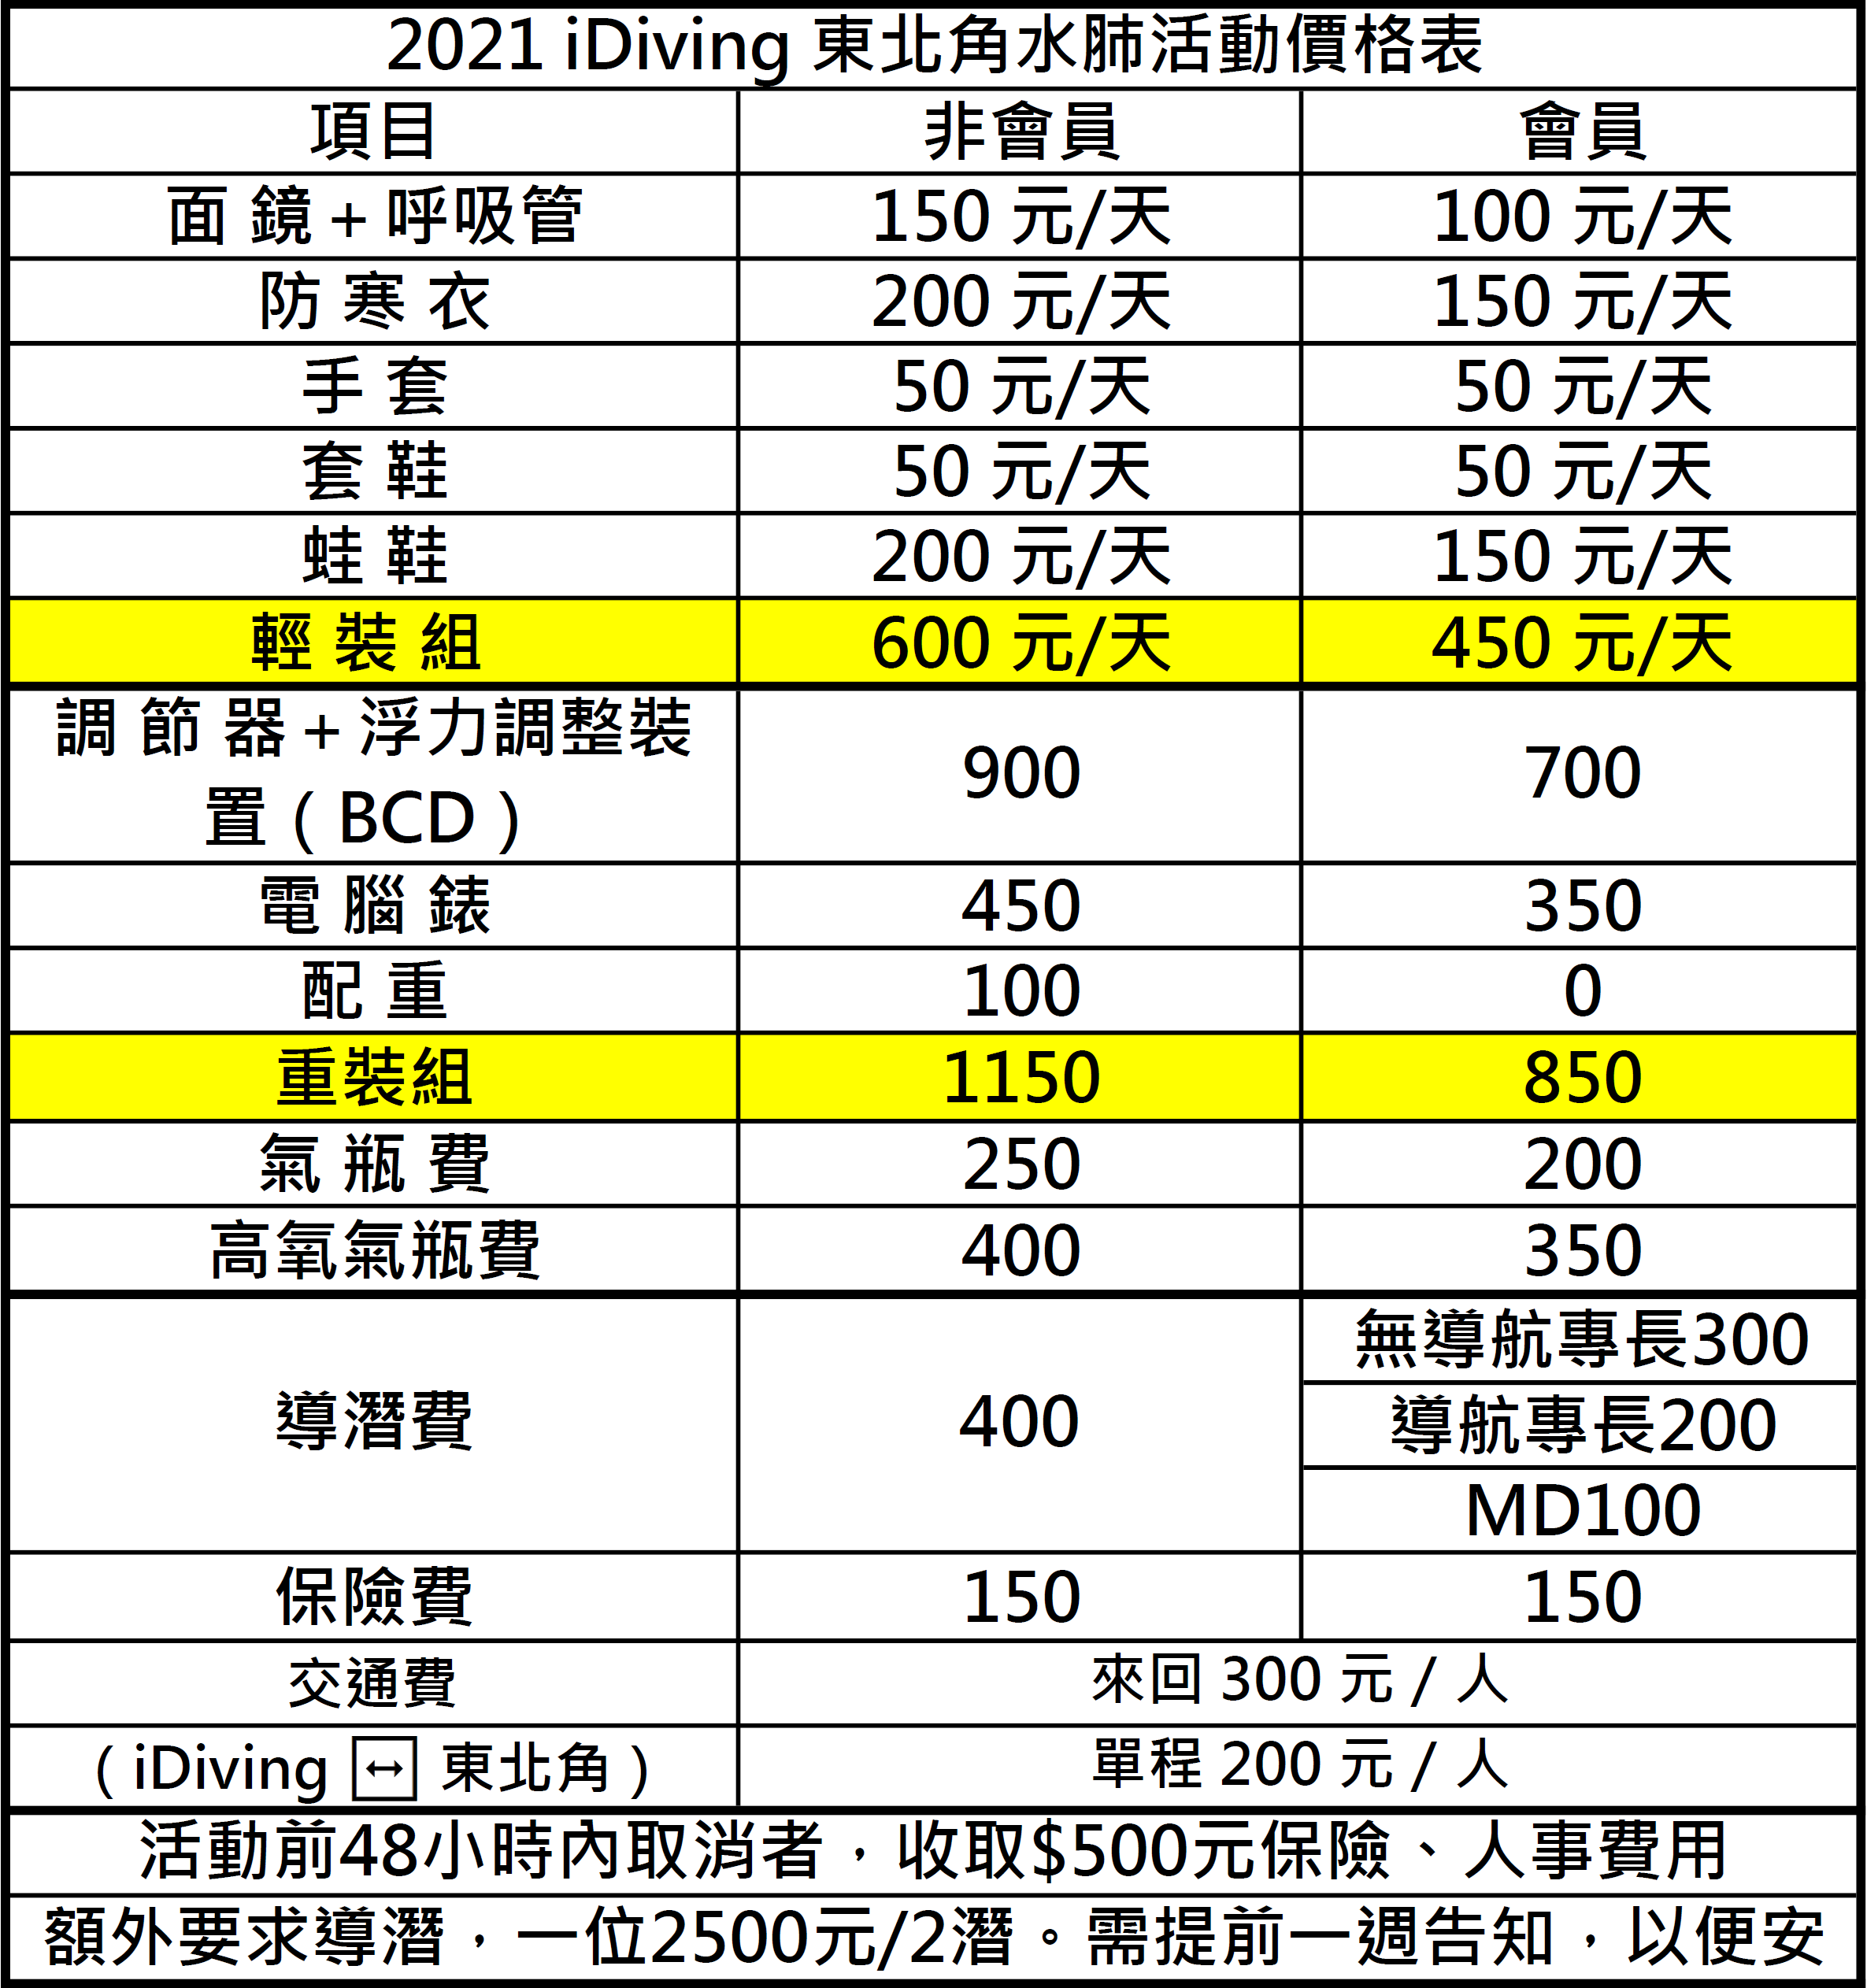 2021 iDiving 東北角水肺活動價格表
項目 非會員 會員
面 鏡 + 呼吸管 150 元/天 100 元/天
防 寒 衣 200 元/天 150 元/天
手 套 50 元/天 50 元/天
套 鞋 50 元/天 50 元/天
蛙 鞋 200 元/天 150 元/天
輕 裝 組 600 元/天 450 元/天
調 節 器 + 浮力調整裝
置 ( BCD ) 900 700
電 腦 錶 450 350
配 重 100 0
重裝組 1150 850
氣 瓶 費 250 200
高氧氣瓶費 400 350
導潛費 400 無導航專長300
導航專長200
MD100
保險費 150 150
交通費 來回 300 元 / 人
( iDiving ↔ 東北角 ) 單程 200 元 / 人
活動前48小時內取消者，收取$500元保險、人事費用
額外要求導潛，一位2500元/2潛。需提前一週告知，以便安